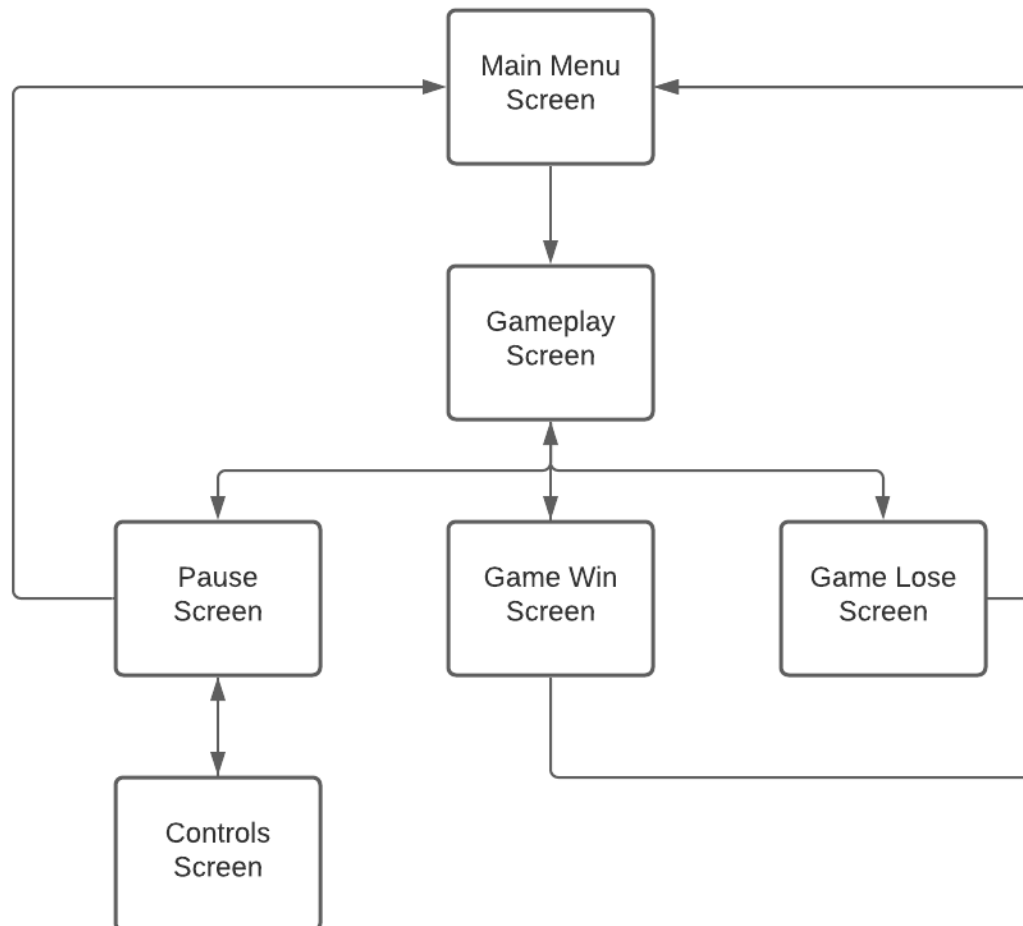 Main Menu
Screen
Gameplay
Screen
Pause
Screen
Game Win
Screen
Game Lose
Screen
Controls
Screen